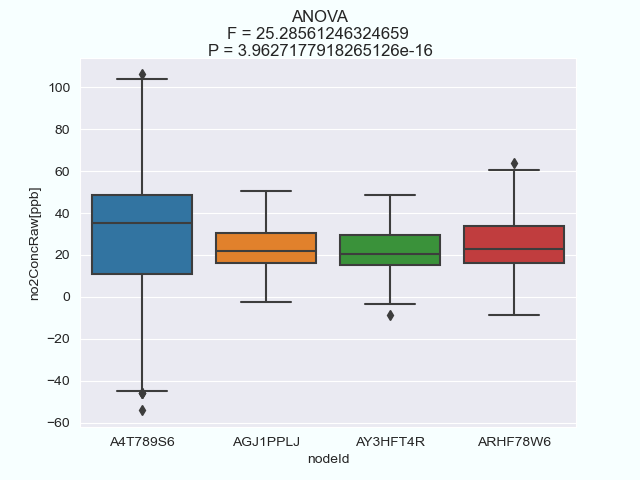 ANOVA
F = 25.28561246324659
P = 3.9627177918265126e-16
no2ConcRaw[ppb]
100
80
60
40
20
0
−20
−40
−60
A4T789S6 AGJ1PPLJ AY3HFT4R ARHF78W6
nodeId